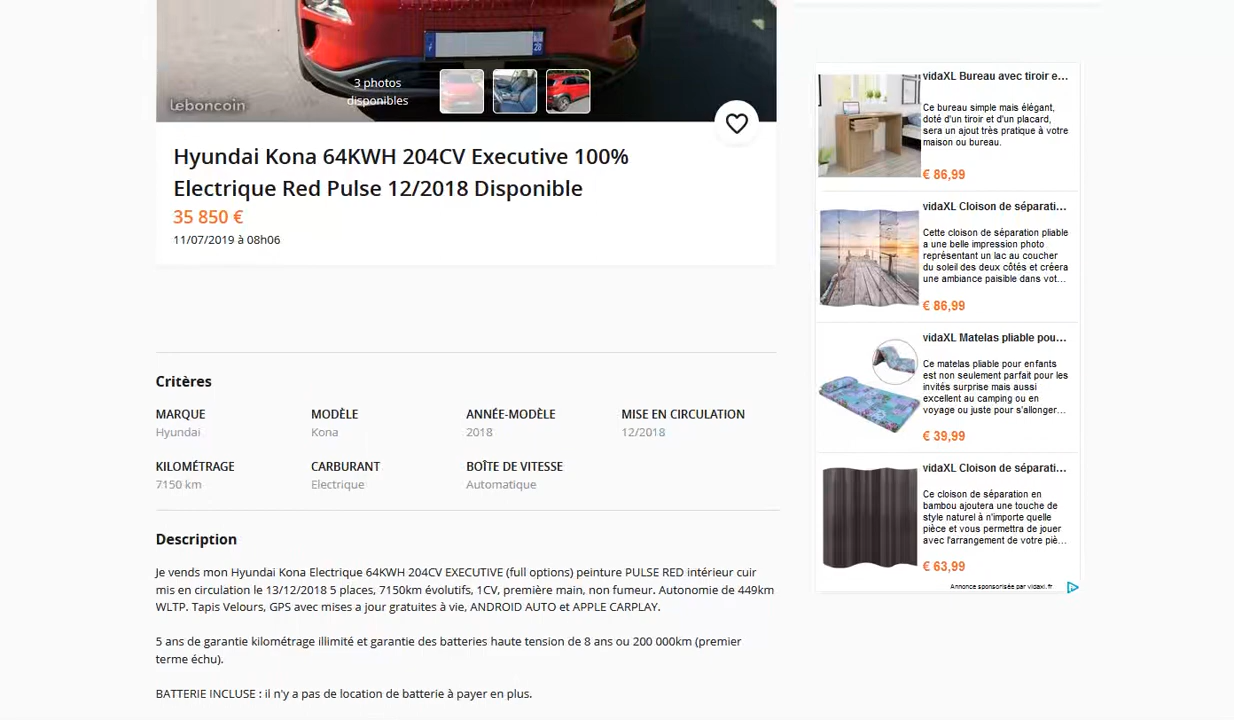 3 photos
disponibles
leboncoin
28
Hyundai Kona 64KWH 204CV Executive 100%
Electrique Red Pulse 12/2018 Disponible
35 850 €
11/07/2019 à 08h06
Critères
MARQUE MODÈLE ANNÉE-MODÈLE MISE EN CIRCULATION
Hyundai Kona 2018 12/2018
KILOMÉTRAGE CARBURANT BOÎTE DE VITESSE
7150 km Electrique Automatique
Description
Je vends mon Hyundai Kona Electrique 64KWH 204CV EXECUTIVE (full options) peinture PULSE RED intérieur cuir
mis en circulation le 13/12/2018 5 places, 7150km évolutifs, 1CV, première main, non fumeur. Autonomie de 449km
WLTP. Tapis Velours, GPS avec mises a jour gratuites à vie, ANDROID AUTO et APPLE CARPLAY.
5 ans de garantie kilométrage illimité et garantie des batteries haute tension de 8 ans ou 200 000km (premier
terme échu).
BATTERIE INCLUSE : il n'y a pas de location de batterie à payer en plus.
vidaXL Bureau avec tiroir e...
Ce bureau simple mais élégant,
doté d'un tiroir et d'un placard,
sera un ajout très pratique à votre
maison ou bureau.
€ 86,99
vidaXL Cloison de séparati...
Cette cloison de séparation pliable
a une belle impression photo
représentant un lac au coucher
du soleil des deux côtés et créera
une ambiance paisible dans vot...
€ 86,99
vidaXL Matelas pliable pou...
Ce matelas pliable pour enfants
est non seulement parfait pour les
invités surprise mais aussi
excellent au camping ou en
voyage ou juste pour s'allonger...
€ 39,99
vidaXL Cloison de séparati...
Ce cloison de séparation en
bambou ajoutera une touche de
style naturel à n'importe quelle
pièce et vous permettra de jouer
avec l'arrangement de votre piè...
€ 63,99
Annonce sponsorisée par vidaxl.fr